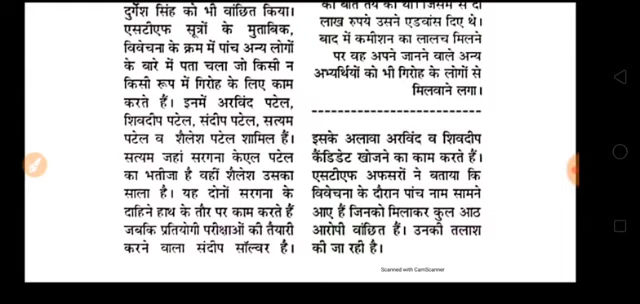 दुर्गेश सिंह को भी वांछित किया।
एसटीएफ सूत्रों के मुताबिक,
विवेचना के क्रम में पांच अन्य लोगों
के बारे में पता चला जो किसी न
किसी रूप में गिरोह के लिए काम
करते हैं। इनमें अरविंद पटेल,
शिवदीप पटेल, संदीप पटेल, सत्यम
पटेल व शैलेश पटेल शामिल हैं।
सत्यम जहां सरगना केएल पटेल
का भतीजा है वहीं शैलेश उसका
साला है। यह दोनों सरगना के
दाहिने हाथ के तौर पर काम करते हैं
जबकि प्रतियोगी परीक्षाओं की तैयारी
करने वाला संदीप सॉल्वर है।
की बात तय की थी। जिसमें से दो
लाख रुपये उसने एडवांस दिए थे।
बाद में कमीशन का लालच मिलने
पर वह अपने जानने वाले अन्य
अभ्यर्थियों को भी गिरोह के लोगों से
मिलवाने लगा।
इसके अलावा अरविंद व शिवदीप
कैंडिडेट खोजने का काम करते हैं।
एसटीएफ अफसरों ने बताया कि
विवेचना के दौरान पांच नाम सामने
आए हैं जिनको मिलाकर कुल आठ
आरोपी वांछित हैं। उनकी तलाश
की जा रही है।
Scanned with CamScanner